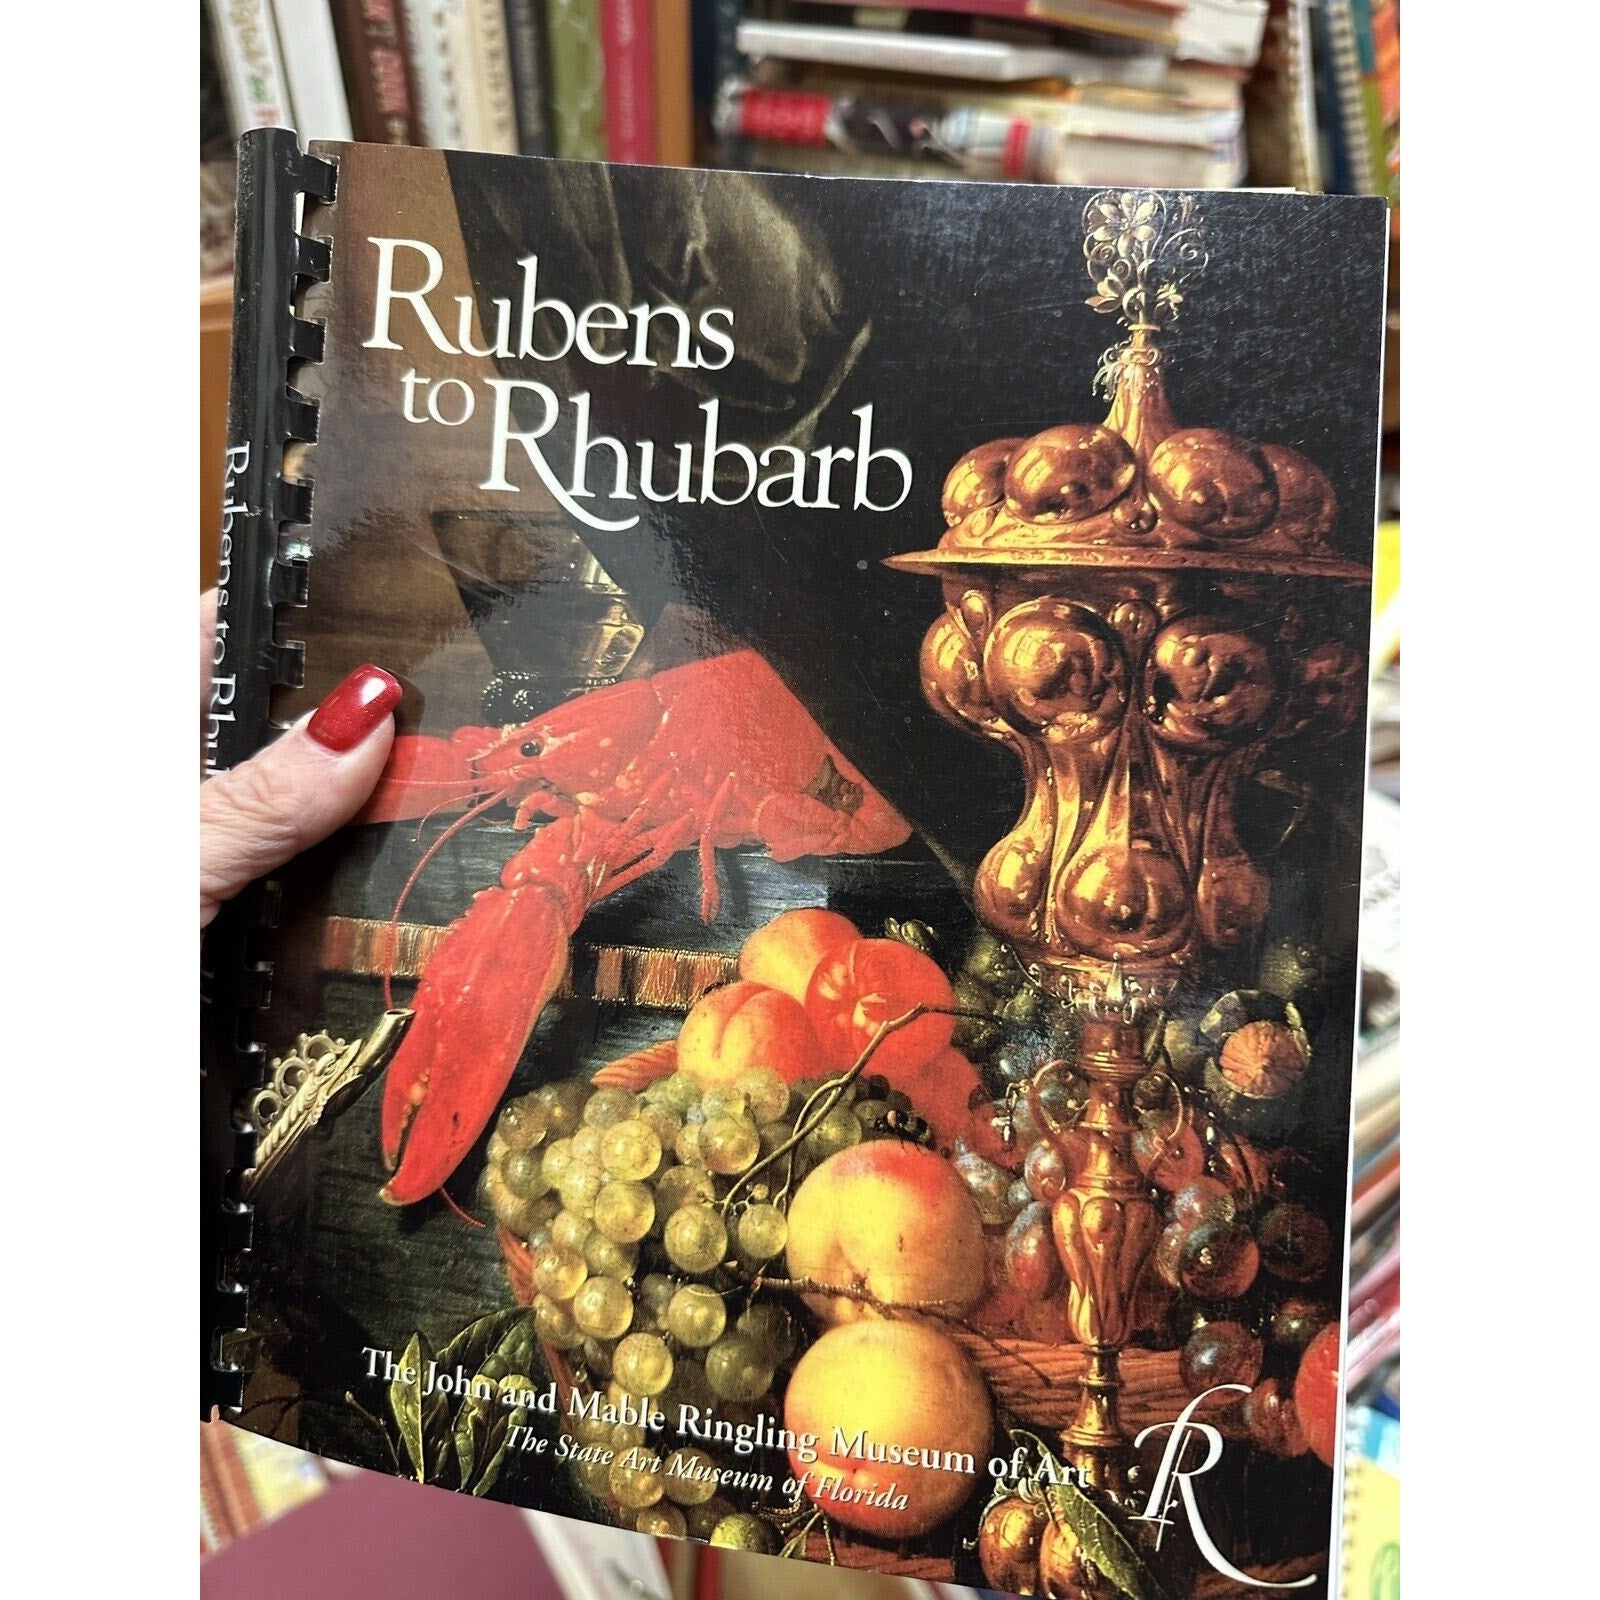 Rubens
to Rhubarb
Rubens to Rhu
The John and Mable Ringling Museum of Art
The State Art Museum of Florida
R